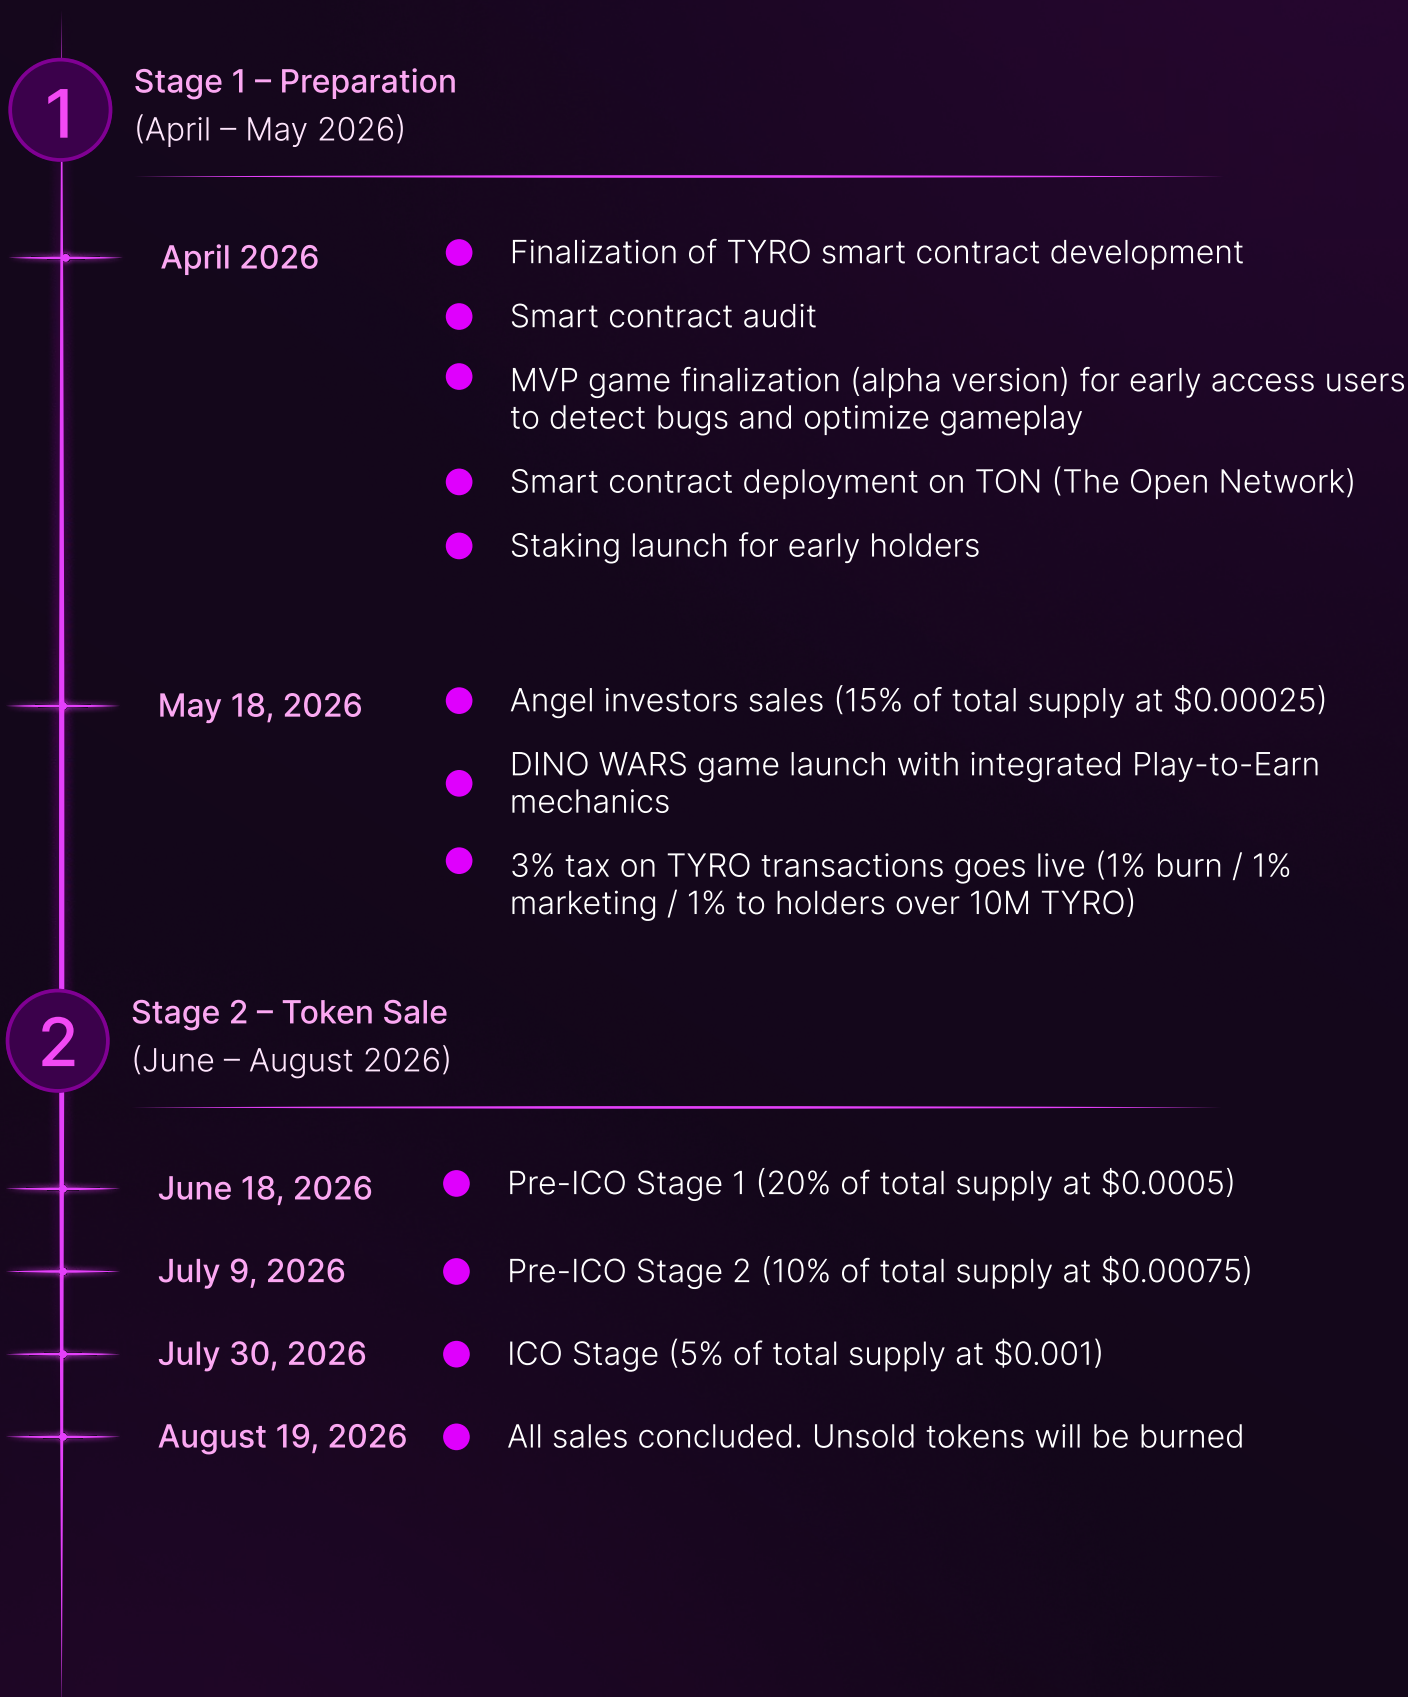 1
Stage 1 – Preparation
(April – May 2026)
April 2026
Finalization of TYRO smart contract development
Smart contract audit
MVP game finalization (alpha version) for early access users
to detect bugs and optimize gameplay
Smart contract deployment on TON (The Open Network)
Staking launch for early holders
May 18, 2026
Angel investors sales (15% of total supply at $0.00025)
DINO WARS game launch with integrated Play-to-Earn
mechanics
3% tax on TYRO transactions goes live (1% burn / 1%
marketing / 1% to holders over 10M TYRO)
2
Stage 2 – Token Sale
(June – August 2026)
June 18, 2026
Pre-ICO Stage 1 (20% of total supply at $0.0005)
July 9, 2026
Pre-ICO Stage 2 (10% of total supply at $0.00075)
July 30, 2026
ICO Stage (5% of total supply at $0.001)
August 19, 2026
All sales concluded. Unsold tokens will be burned